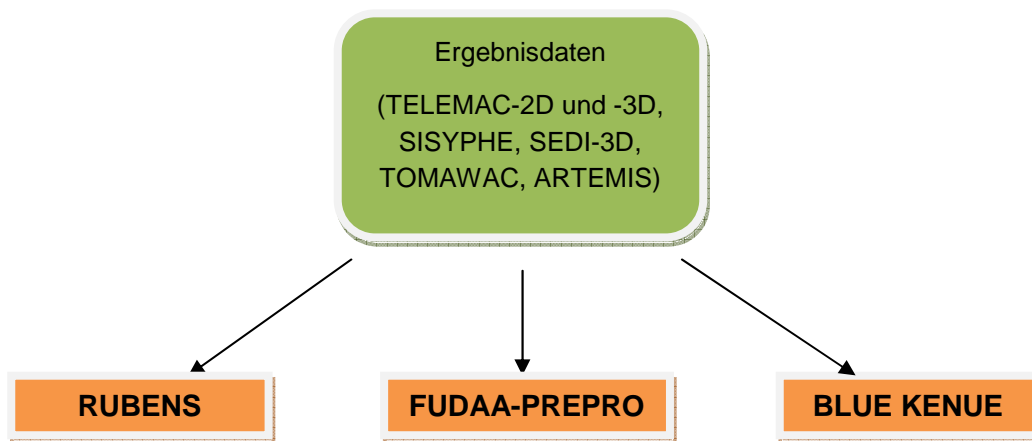 Ergebnisdaten
(TELEMAC-2D und -3D,
SISYPHE, SEDI-3D,
TOMAWAC, ARTEMIS)
RUBENS
FUDAA-PREPRO
BLUE KENUE